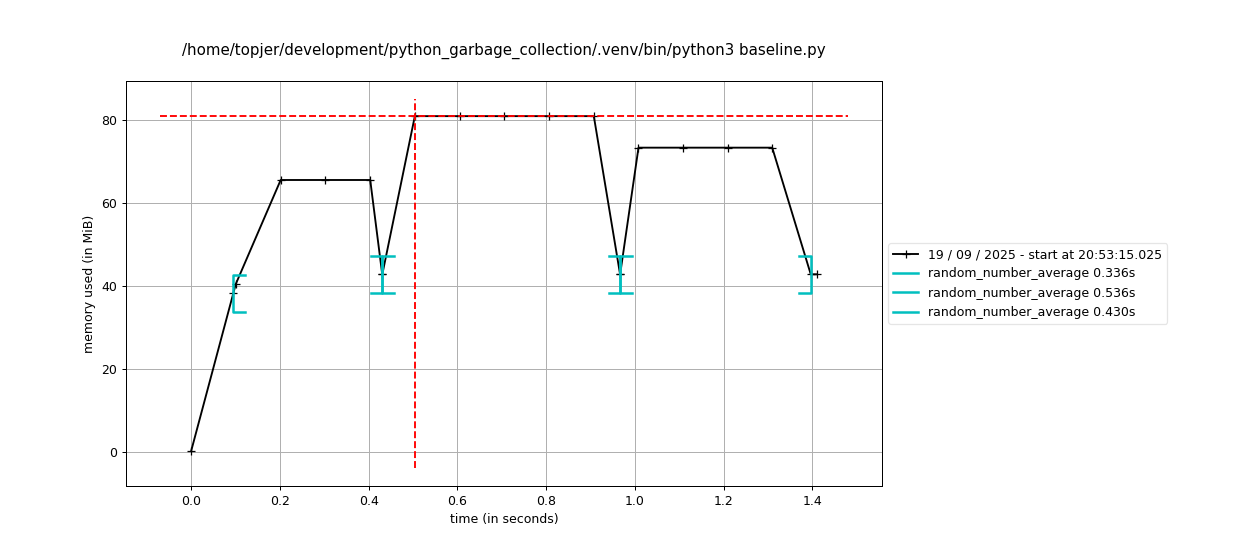 /home/topjer/development/python_garbage_collection/.venv/bin/python3 baseline.py
memory used (in MiB)
80
60
40
20
0
0.0 0.2 0.4 0.6 0.8 1.0 1.2 1.4
time (in seconds)
19 / 09 / 2025 - start at 20:53:15.025
random_number_average 0.336s
random_number_average 0.536s
random_number_average 0.430s